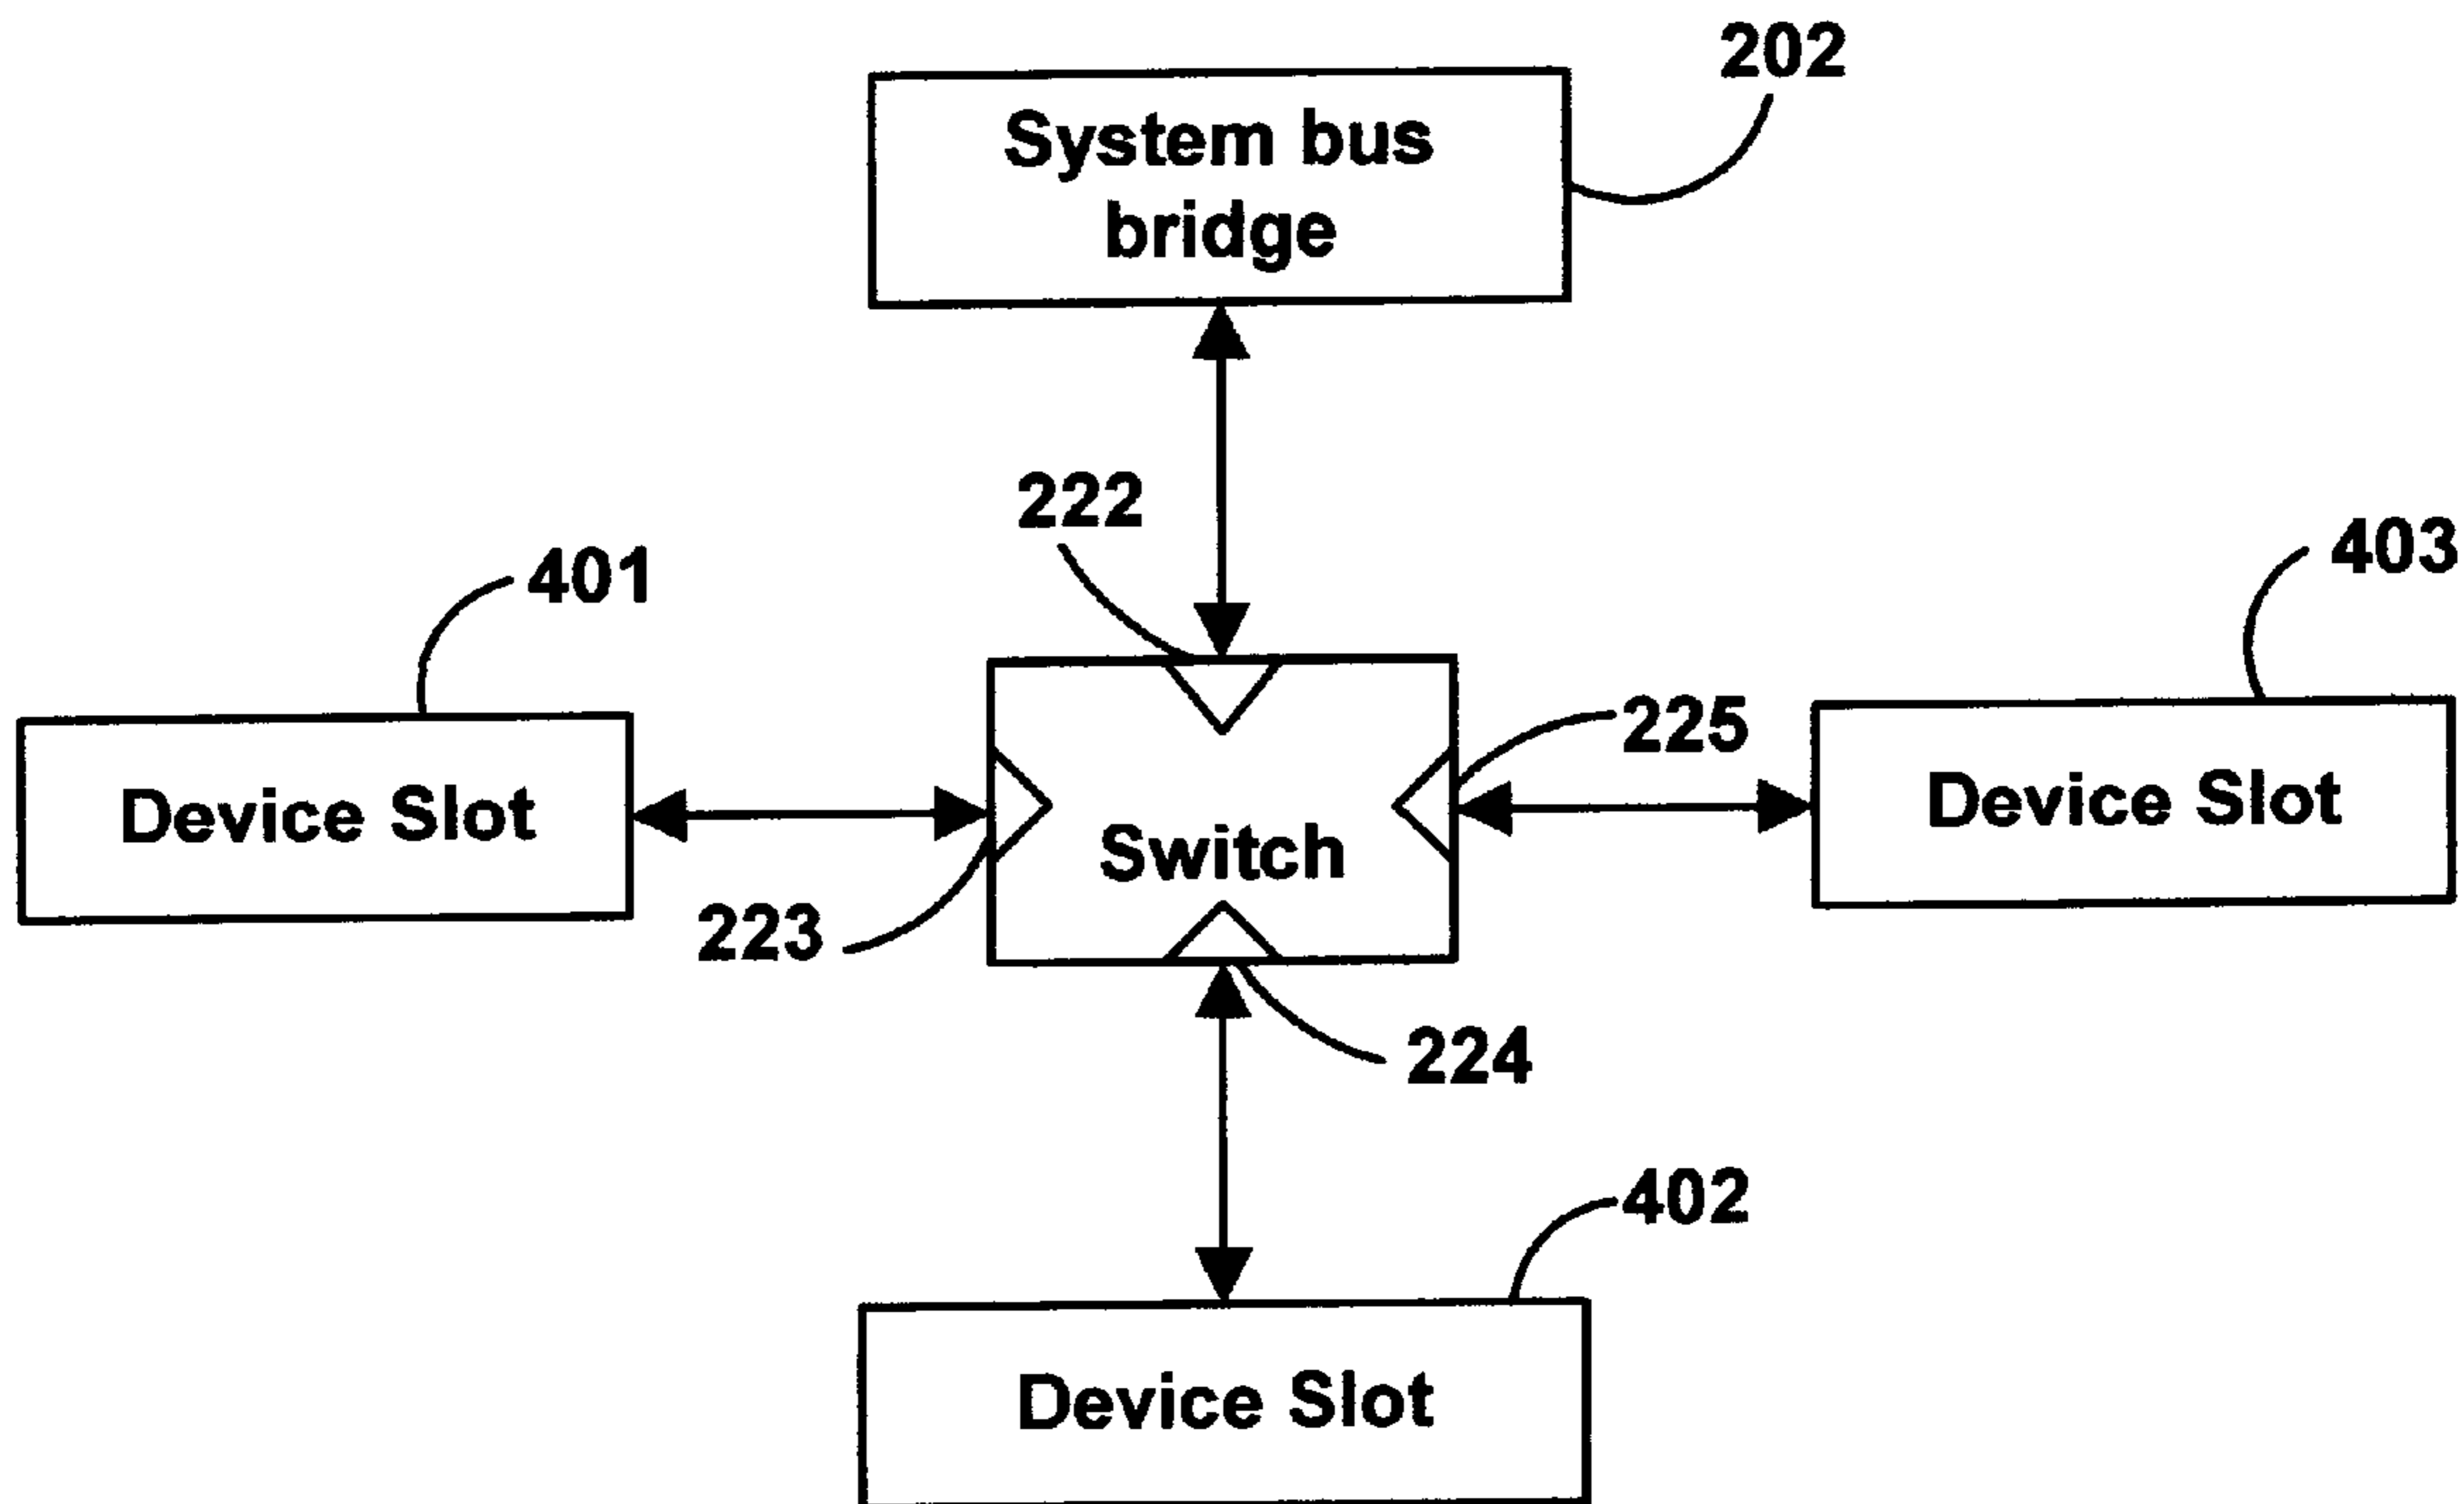 202
System bus
bridge
222
401
403
225
Device Slot
Switch
Device Slot
223
224
402
Device Slot